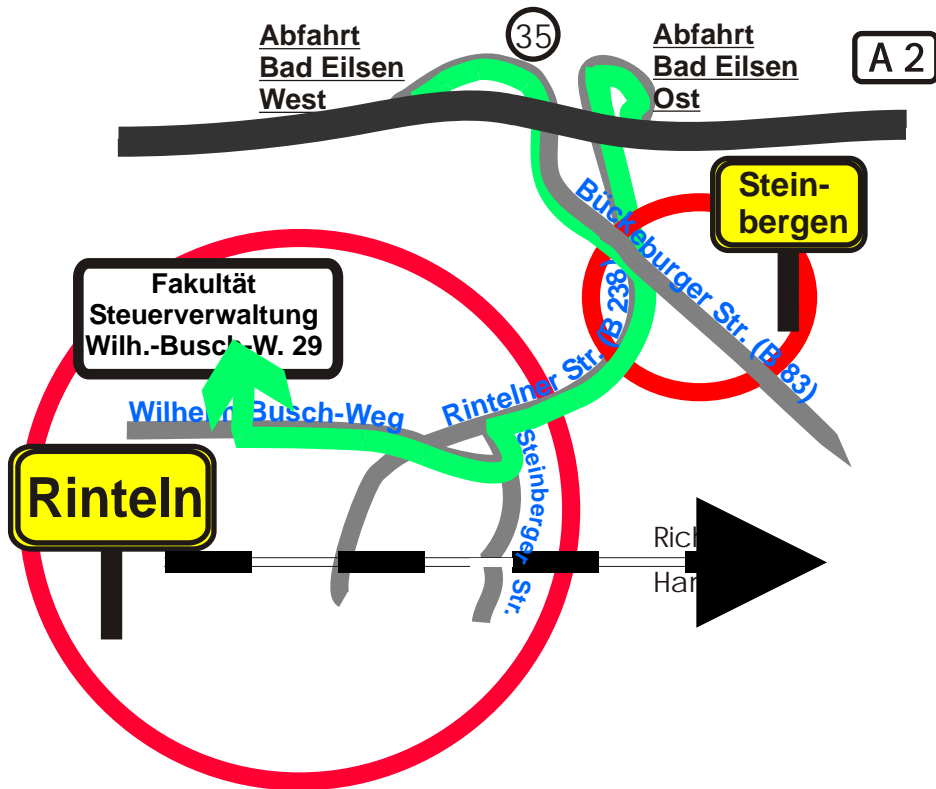 Abfahrt
Bad Eilsen
West
35
Abfahrt
Bad Eilsen
Ost
A 2
Stein-
bergen
Bückeburger Str. (B 83)
Fakultät
Steuerverwaltung
Wilh.-Busch-W. 29
Rintelner Str. (B 238)
Wilhelm-Busch-Weg
Steinberger Str.
Rinteln